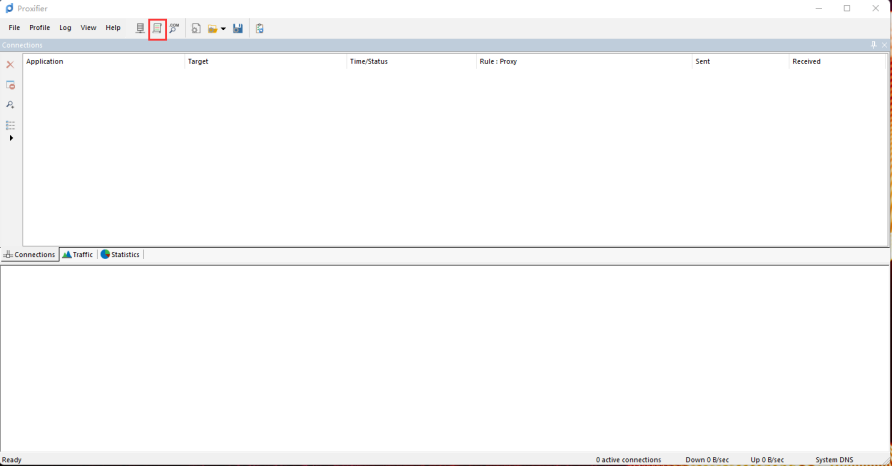 Proxifier
File Profile Log View Help
Connections
Application Target Time/Status Rule : Proxy Sent Received
Connections Traffic Statistics
Ready 0 active connections Down 0 B/sec Up 0 B/sec System DNS